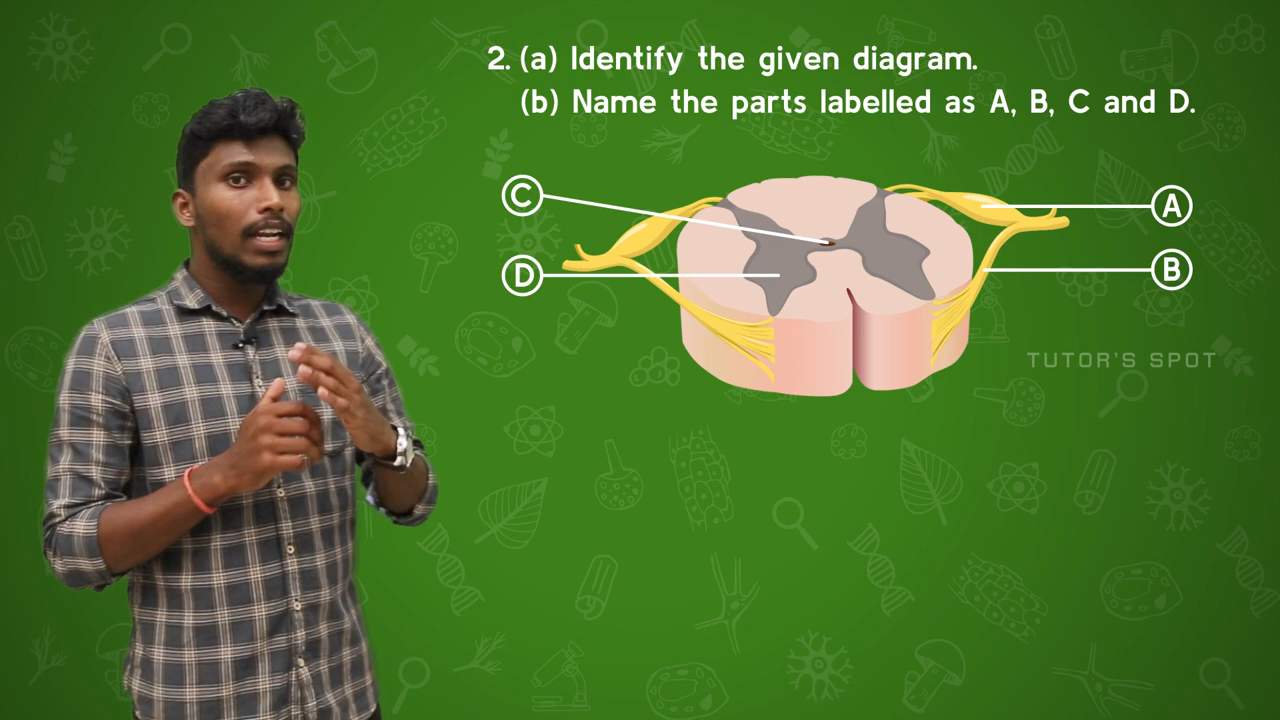 2. (a) Identify the given diagram.
(b) Name the parts labelled as A, B, C and D.
C
A
D
B
TUTOR'S SPOT